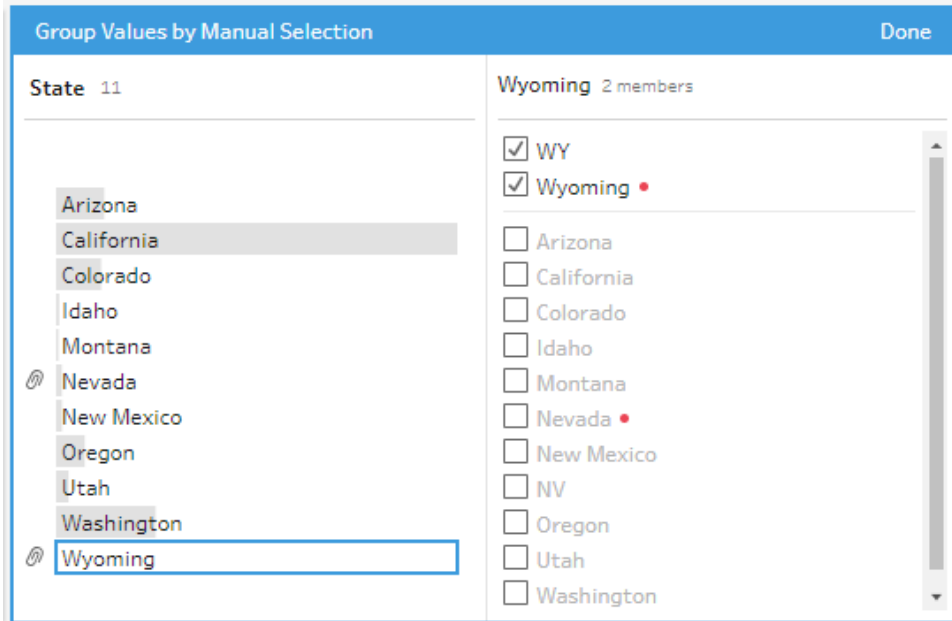 Group Values by Manual Selection Done
State 11
Arizona
California
Colorado
Idaho
Montana
Nevada
New Mexico
Oregon
Utah
Washington
Wyoming
Wyoming 2 members
WY
Wyoming
Arizona
California
Colorado
Idaho
Montana
Nevada
New Mexico
NV
Oregon
Utah
Washington